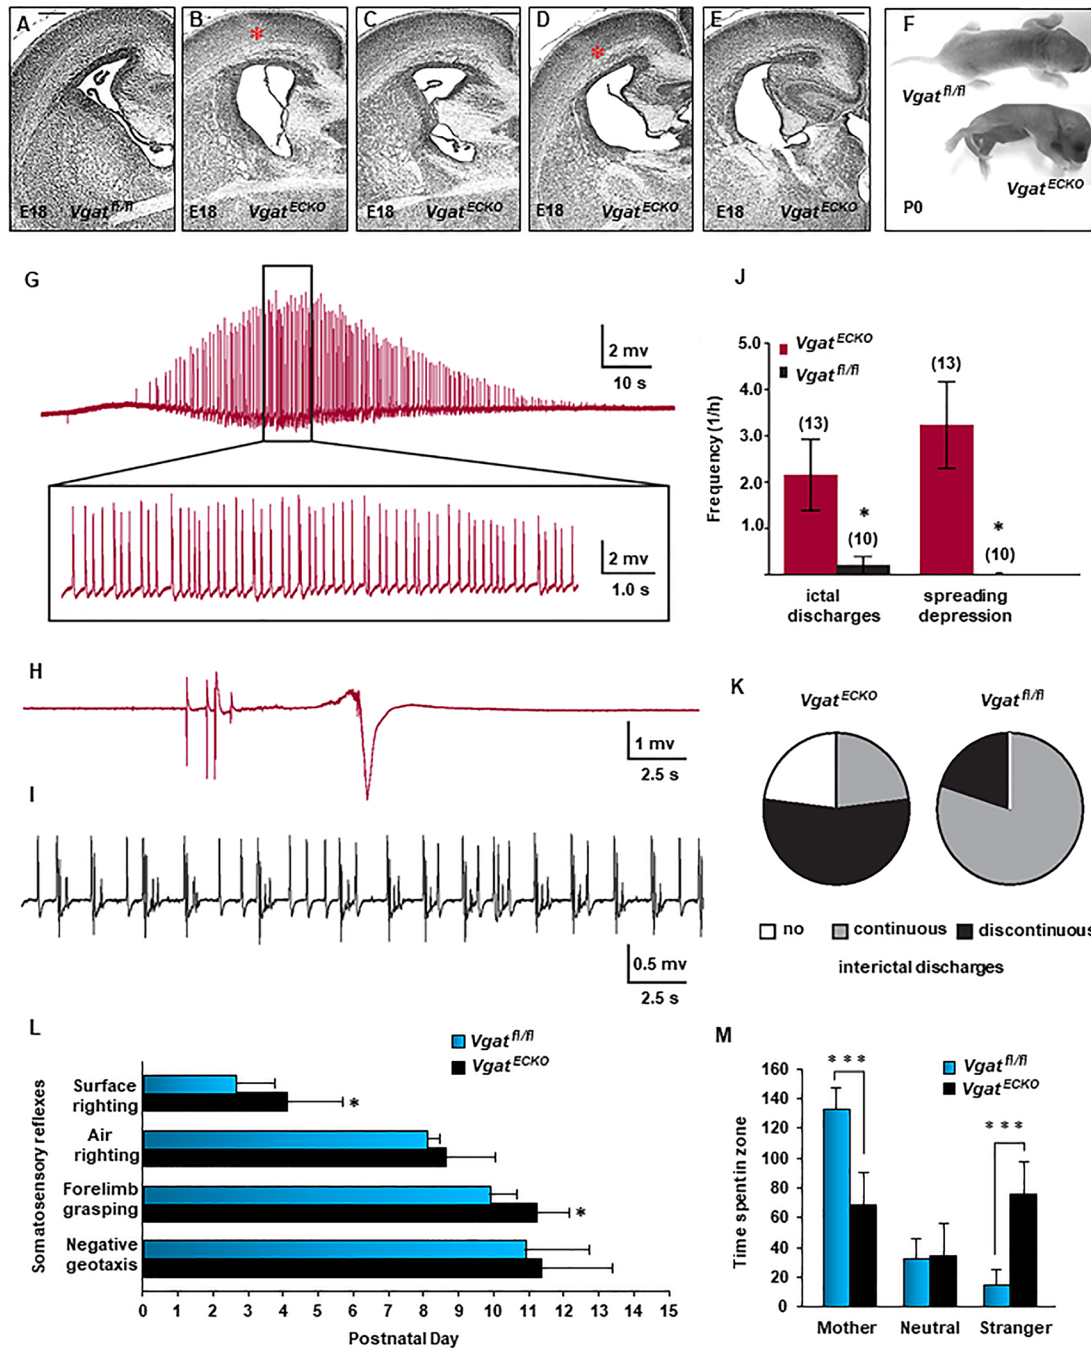 A B C D E F
E18 Vgat fl/fl
E18 Vgat ECKO
E18 Vgat ECKO
E18 Vgat ECKO
E18 Vgat ECKO
Vgat fl/fl
Vgat ECKO
P0
G
2 mv
10 s
2 mv
1.0 s
J
Vgat ECKO
Vgat fl/fl
Frequency (1/h)
5.0
4.0
3.0
2.0
1.0
(13)
*
(10)
(13)
*
(10)
ictal
discharges
spreading
depression
H
1 mv
2.5 s
I
0.5 mv
2.5 s
K
Vgat ECKO
Vgat fl/fl
no continuous discontinuous
interictal discharges
L
Vgat fl/fl
Vgat ECKO
Somatosensory reflexes
Surface
righting
*
Air
righting
Forelimb
grasping
*
Negative
geotaxis
0 1 2 3 4 5 6 7 8 9 10 11 12 13 14 15
Postnatal Day
M
Vgat fl/fl
Vgat ECKO
Time spentin zone
160
140
120
100
80
60
40
20
0
***
***
Mother Neutral Stranger